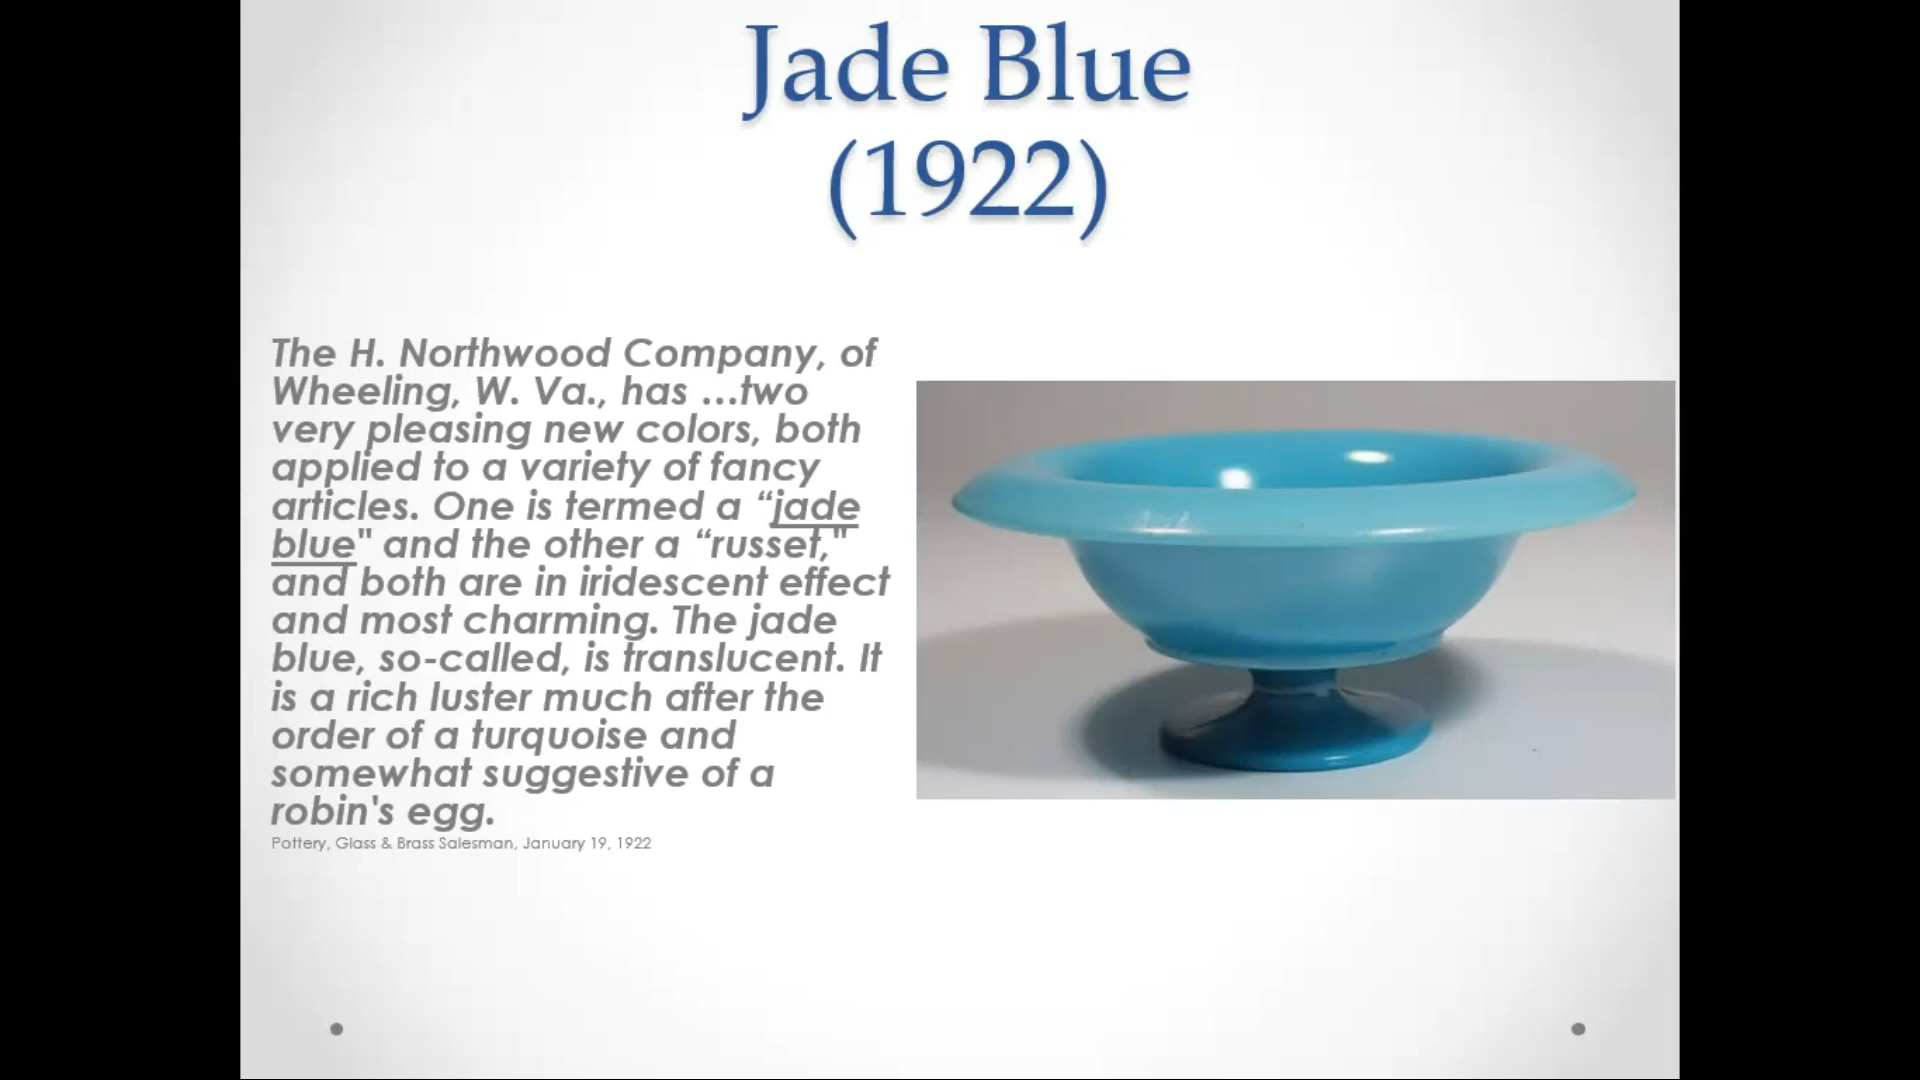 Jade Blue
(1922)
The H. Northwood Company, of
Wheeling, W. Va., has ...two
very pleasing new colors, both
applied to a variety of fancy
articles. One is termed a “jade
blue" and the other a “russet,"
and both are in iridescent effect
and most charming. The jade
blue, so-called, is translucent. It
is a rich luster much after the
order of a turquoise and
somewhat suggestive of a
robin's egg.
Pottery, Glass & Brass Salesman, January 19, 1922